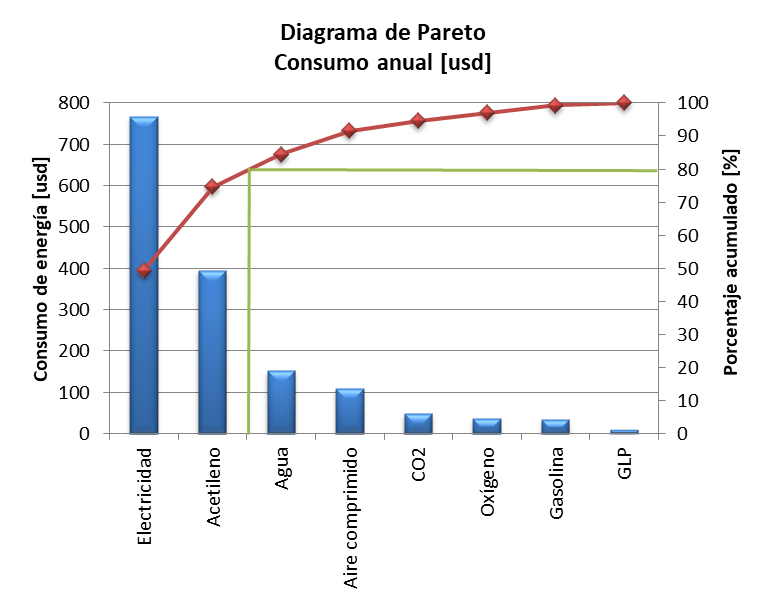 Diagrama de Pareto
Consumo anual [usd]
Consumo de energía [usd]
800
700
600
500
400
300
200
100
0
100
90
80
70
60
50
40
30
20
10
0
Porcentaje acumulado [%]
Electricidad
Acetileno
Agua
Aire comprimido
CO2
Oxígeno
Gasolina
GLP